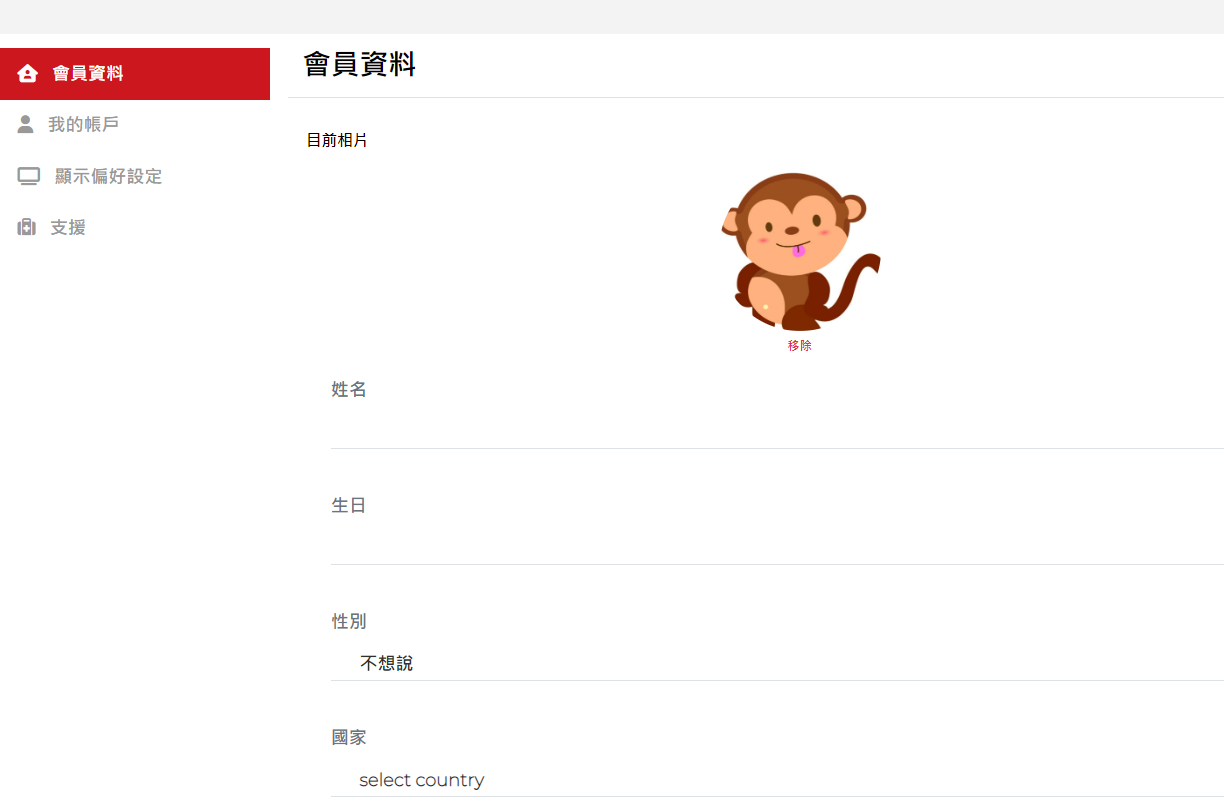 會員資料
我的帳戶
顯示偏好設定
支援
會員資料
目前相片
移除
姓名
生日
性別
不想說
國家
select country